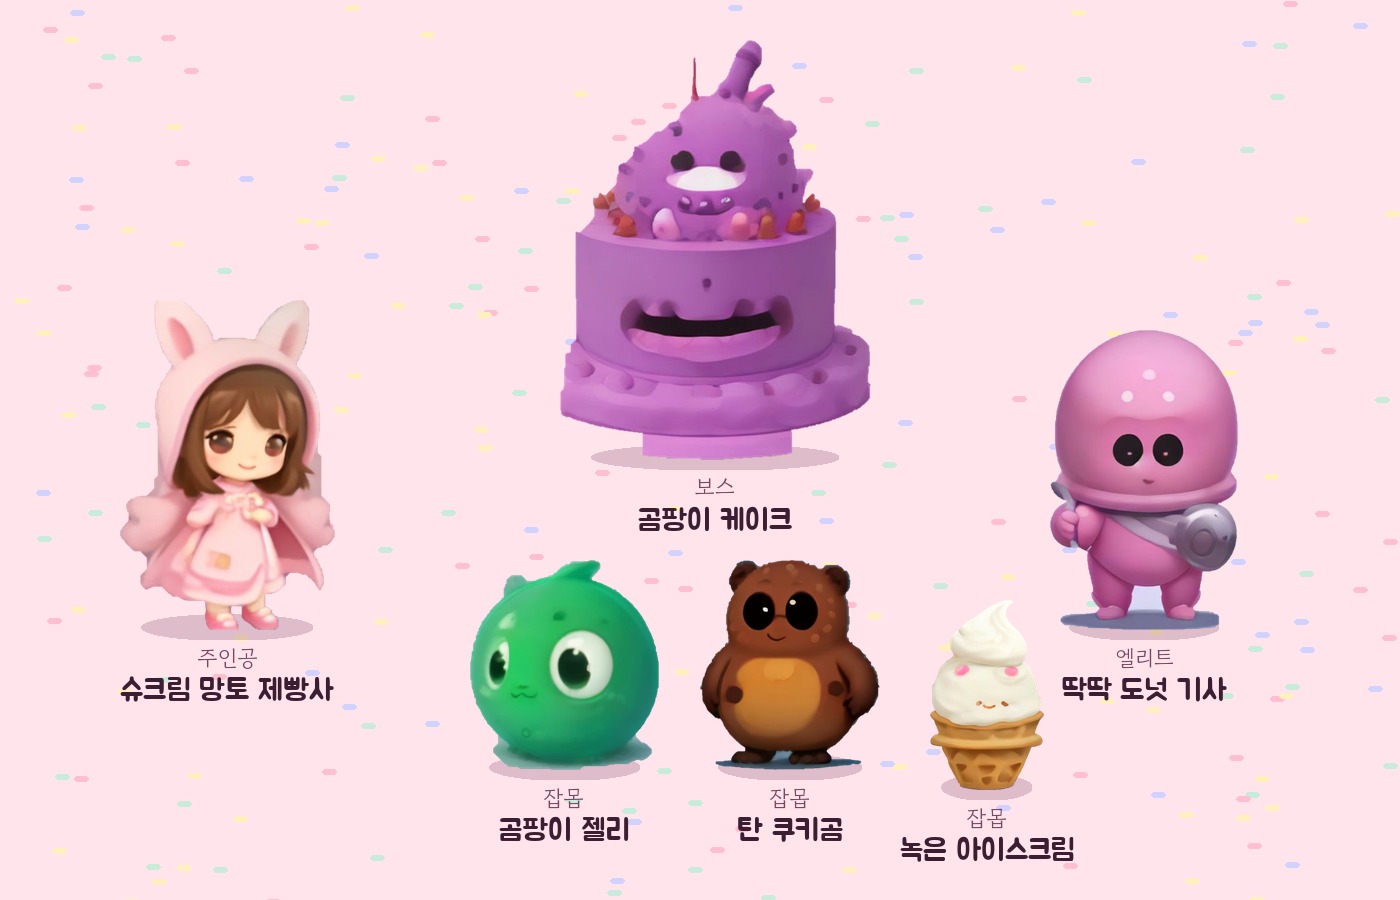 보스
곰팡이 케이크
주인공
슈크림 망토 제빵사
엘리트
딱딱 도넛 기사
잡몹
곰팡이 젤리
잡몹
탄 쿠키곰
잡몹
녹은 아이스크림